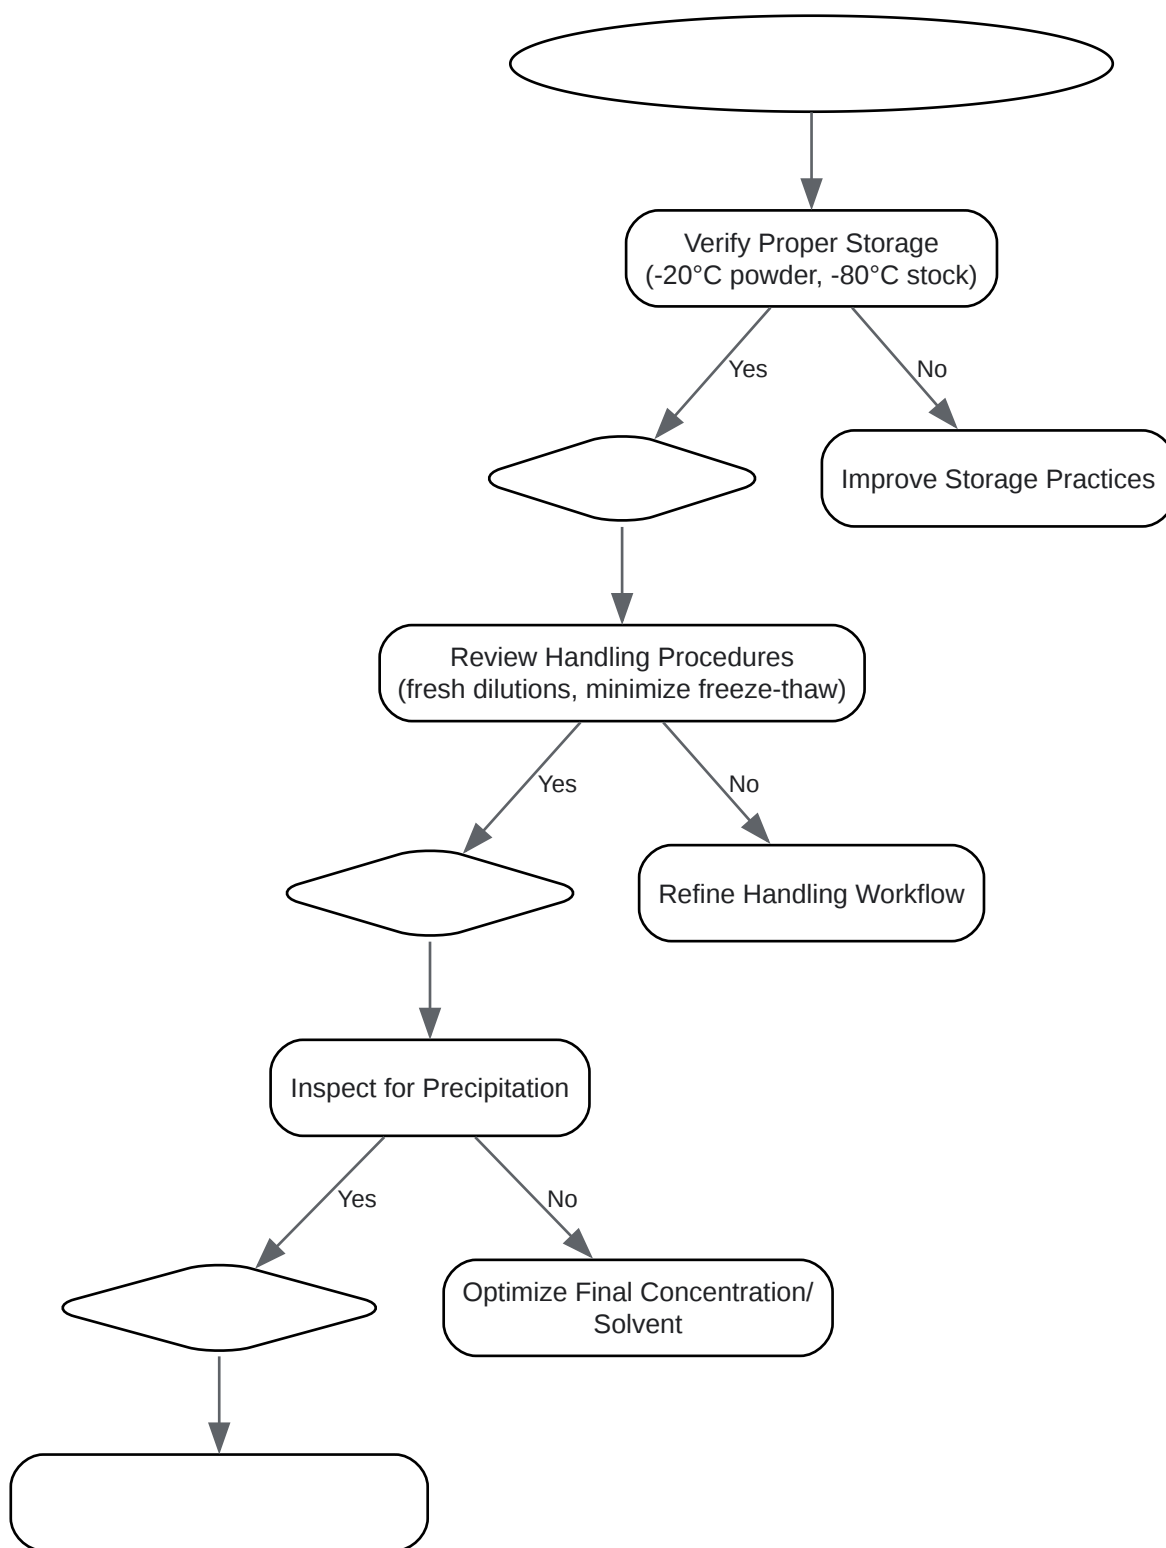 Verify Proper Storage
(-20°C powder, -80°C stock)
Yes
No
Improve Storage Practices
Review Handling Procedures
(fresh dilutions, minimize freeze-thaw)
Yes
No
Refine Handling Workflow
Inspect for Precipitation
Yes
No
Optimize Final Concentration/
Solvent